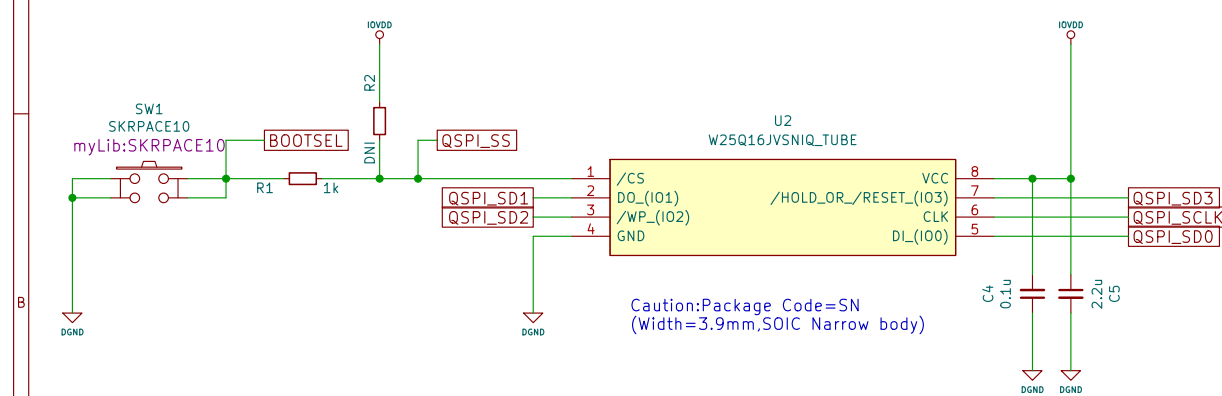 IOVDD
IOVDD
R2
DNI
SW1
SKRPACE10
myLib:SKRPACE10
BOOTSEL
QSPI_SS
R1
1k
U2
W25Q16JVSNIQ_TUBE
1
/CS
VCC
8
QSPI_SD1
2
DO_(IO1)
/HOLD_OR_/RESET_(IO3)
7
QSPI_SD3
QSPI_SD2
3
/WP_(IO2)
CLK
6
QSPI_SCLK
4
GND
DI_(IO0)
5
QSPI_SD0
B
C4
0.1u
2.2u
C5
Caution:Package Code=SN
(Width=3.9mm,SOIC Narrow body)
DGND
DGND
DGND
DGND